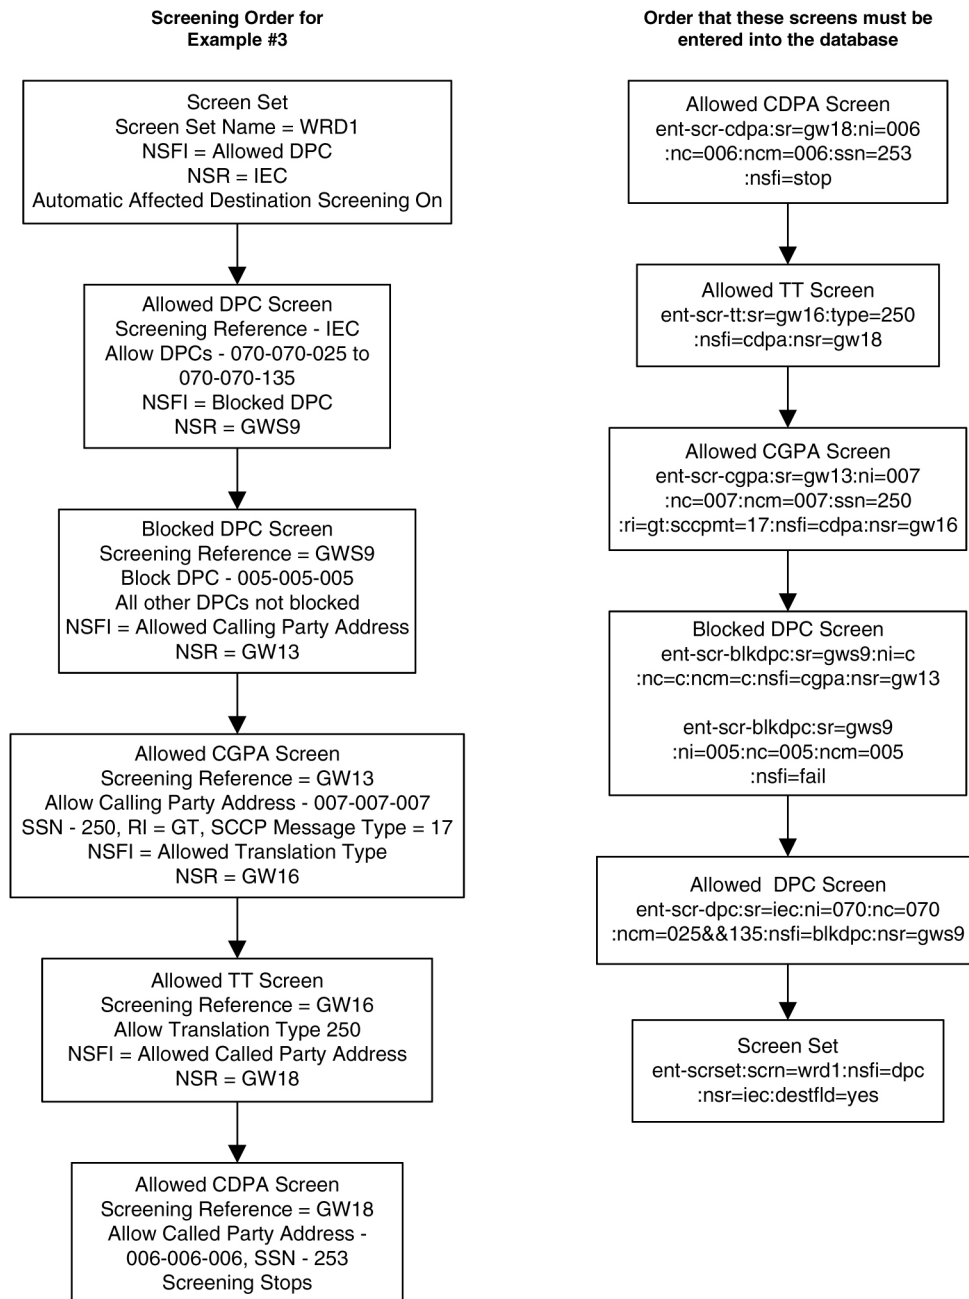 Screening Order for
Example #3
Screen Set
Screen Set Name = WRD1
NSFI = Allowed DPC
NSR = IEC
Automatic Affected Destination Screening On
Allowed DPC Screen
Screening Reference - IEC
Allow DPCs - 070-070-025 to
070-070-135
NSFI = Blocked DPC
NSR = GWS9
Blocked DPC Screen
Screening Reference = GWS9
Block DPC - 005-005-005
All other DPCs not blocked
NSFI = Allowed Calling Party Address
NSR = GW13
Allowed CGPA Screen
Screening Reference = GW13
Allow Calling Party Address - 007-007-007
SSN - 250, RI = GT, SCCP Message Type = 17
NSFI = Allowed Translation Type
NSR = GW16
Allowed TT Screen
Screening Reference = GW16
Allow Translation Type 250
NSFI = Allowed Called Party Address
NSR = GW18
Allowed CDPA Screen
Screening Reference = GW18
Allow Called Party Address -
006-006-006, SSN - 253
Screening Stops
Order that these screens must be
entered into the database
Allowed CDPA Screen
ent-scr-cdpa:sr=gw18:ni=006
:nc=006:ncm=006:ssn=253
:nsfi=stop
Allowed TT Screen
ent-scr-tt:sr=gw16:type=250
:nsfi=cdpa:nsr=gw18
Allowed CGPA Screen
ent-scr-cgpa:sr=gw13:ni=007
:nc=007:ncm=007:ssn=250
:ri=gt:sccpmt=17:nsfi=cdpa:nsr=gw16
Blocked DPC Screen
ent-scr-blkdpc:sr=gws9:ni=c
:nc=c:ncm=c:nsfi=cgpa:nsr=gw13
ent-scr-blkdpc:sr=gws9
:ni=005:nc=005:ncm=005
:nsfi=fail
Allowed DPC Screen
ent-scr-dpc:sr=iec:ni=070:nc=070
:ncm=025&&135:nsfi=blkdpc:nsr=gws9
Screen Set
ent-scrset:scrn=wrd1:nsfi=dpc
:nsr=iec:destfld=yes